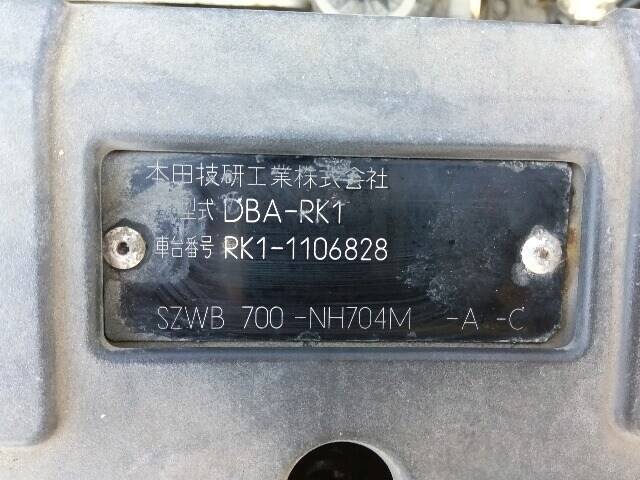 本田技研工業株式会社
型式 DBA-RK1
車台番号 RK1-1106828
SZWB 700 -NH704M -A -C